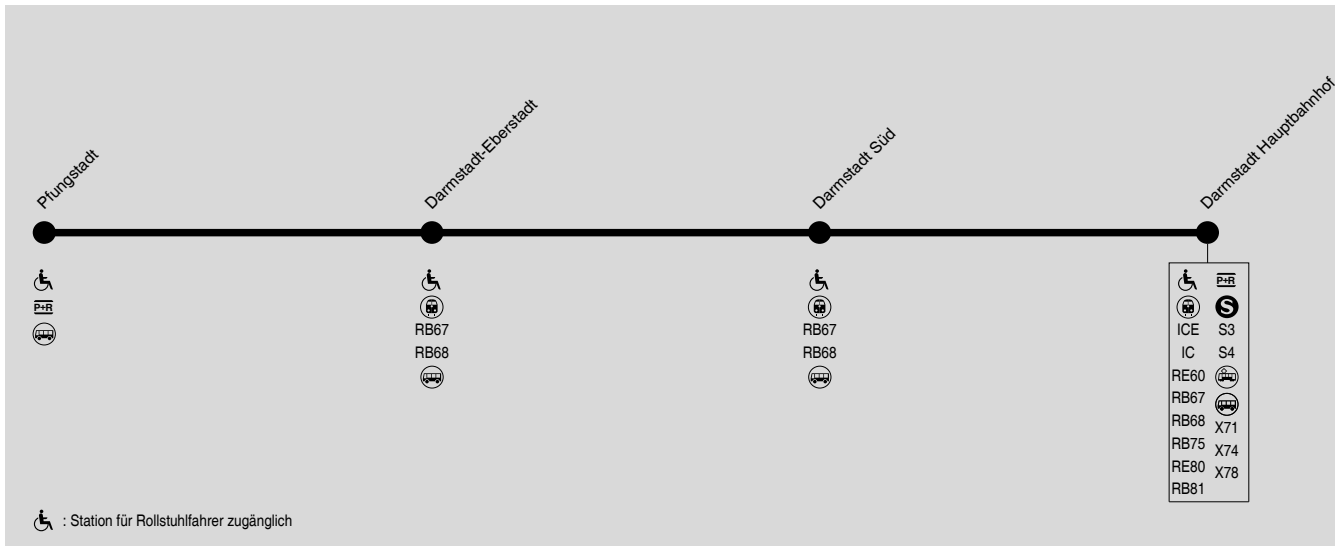 Pfungstadt
Darmstadt-Eberstadt
Darmstadt Süd
Darmstadt Hauptbahnhof
P+R
RB67
RB68
RB67
RB68
P+R
S
ICE S3
IC S4
RE60
RB67
RB68 X71
RB75 X74
RE80 X78
RB81
: Station für Rollstuhlfahrer zugänglich